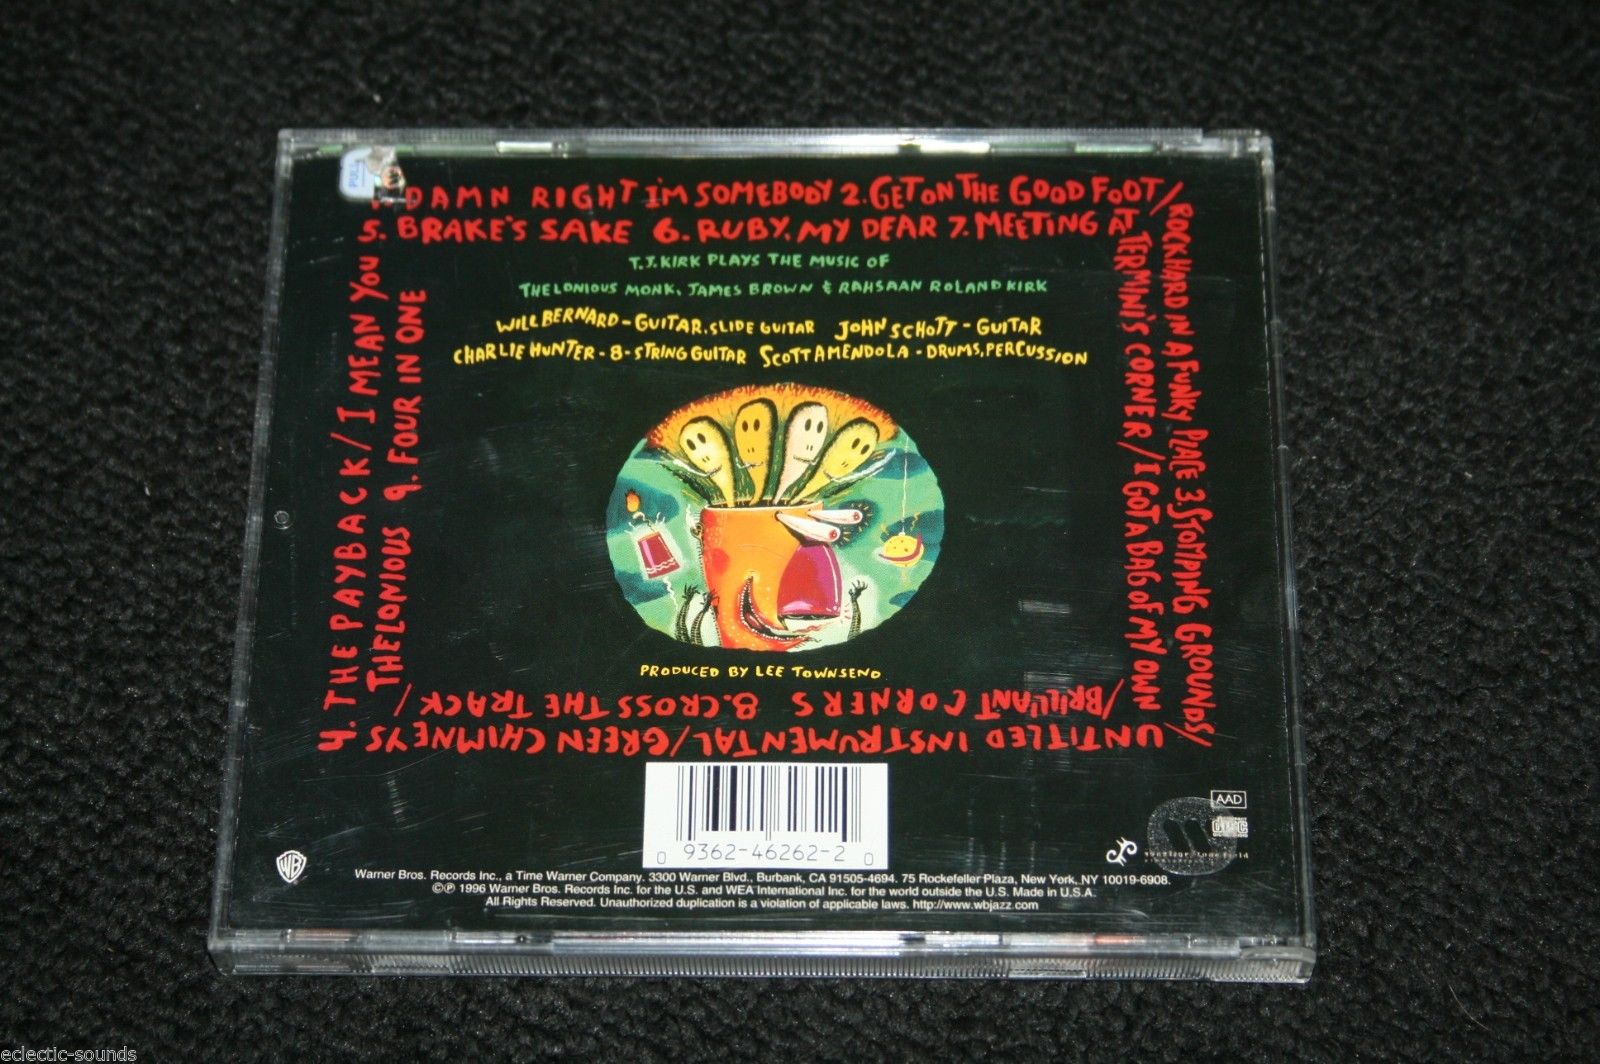 PULL
1. DAMN RIGHT I'M SOMEBODY 2. GET ON THE GOOD FOOT/
ROCKHARD IN A FUNKY PLACE 3. STOMPING GROUNDS/
UNTITLED INSTRUMENTAL/GREEN CHIMNEYS
4. THE PAYBACK/I MEAN YOU
5. BRAKE'S SAKE 6. RUBY, MY DEAR 7. MEETING AT
TERMINI'S CORNER/I GOT A BAG OF MY OWN
/BRILLIANT CORNERS 8. CROSS THE TRACK/
THELONIOUS 9. FOUR IN ONE
T.J. KIRK PLAYS THE MUSIC OF
THELONIOUS MONK, JAMES BROWN & RAHSAAN ROLAND KIRK
WILL BERNARD-GUITAR, SLIDE GUITAR JOHN SCHOTT-GUITAR
CHARLIE HUNTER-8-STRING GUITAR SCOTT AMENDOLA-DRUMS, PERCUSSION
PRODUCED BY LEE TOWNSEND
0 9362-46262-2 0
AAD
WB
Warner Bros. Records Inc., a Time Warner Company. 3300 Warner Blvd., Burbank, CA 91505-4694. 75 Rockefeller Plaza, New York, NY 10019-6908.
©℗ 1996 Warner Bros. Records Inc. for the U.S. and WEA International Inc. for the world outside the U.S. Made in U.S.A.
All Rights Reserved. Unauthorized duplication is a violation of applicable laws. http://www.wbjazz.com
eclectic-sounds